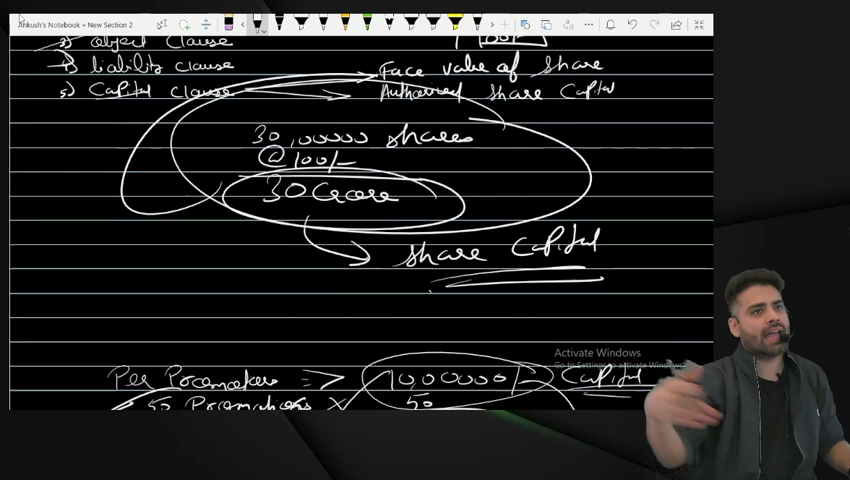 Ankush's Notebook • New Section 2
3) object clause
4) liability clause
Face value of Share
5) Capital clause
Authorised Share Capital
30,00000 shares
@ 100/-
30 Crore
Share Capital
Activate Windows
Go to Settings to activate Windows.
Per Promoters => 10,00000/- Capital
50 Promotions X 50